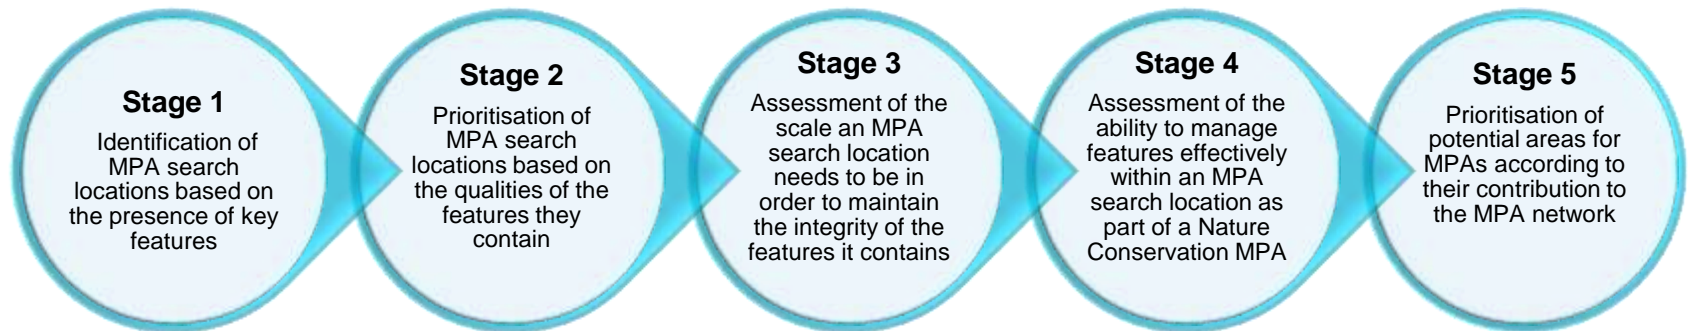 Stage 1
Identification of
MPA search
locations based on
the presence of key
features
Stage 2
Prioritisation of
MPA search
locations based on
the qualities of the
features they
contain
Stage 3
Assessment of the
scale an MPA
search location
needs to be in
order to maintain
the integrity of the
features it contains
Stage 4
Assessment of the
ability to manage
features effectively
within an MPA
search location as
part of a Nature
Conservation MPA
Stage 5
Prioritisation of
potential areas for
MPAs according to
their contribution to
the MPA network